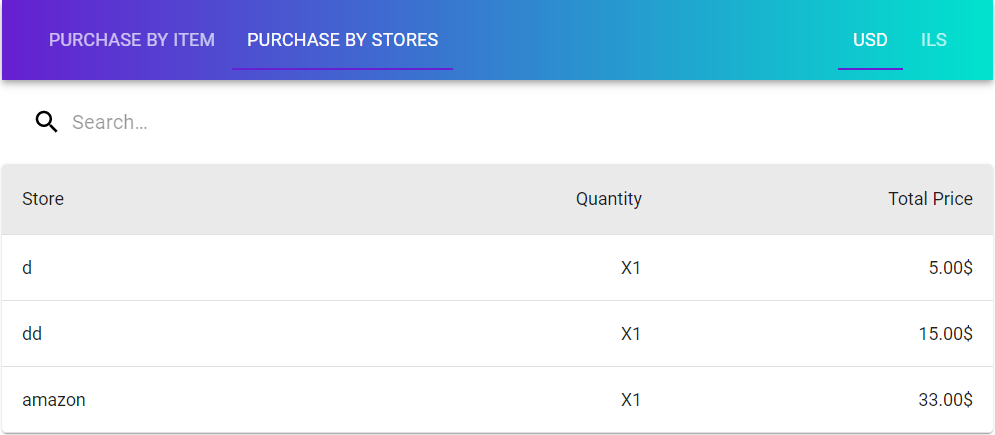 PURCHASE BY ITEM PURCHASE BY STORES USD ILS
Search...
Store Quantity Total Price
d X1 5.00$
dd X1 15.00$
amazon X1 33.00$